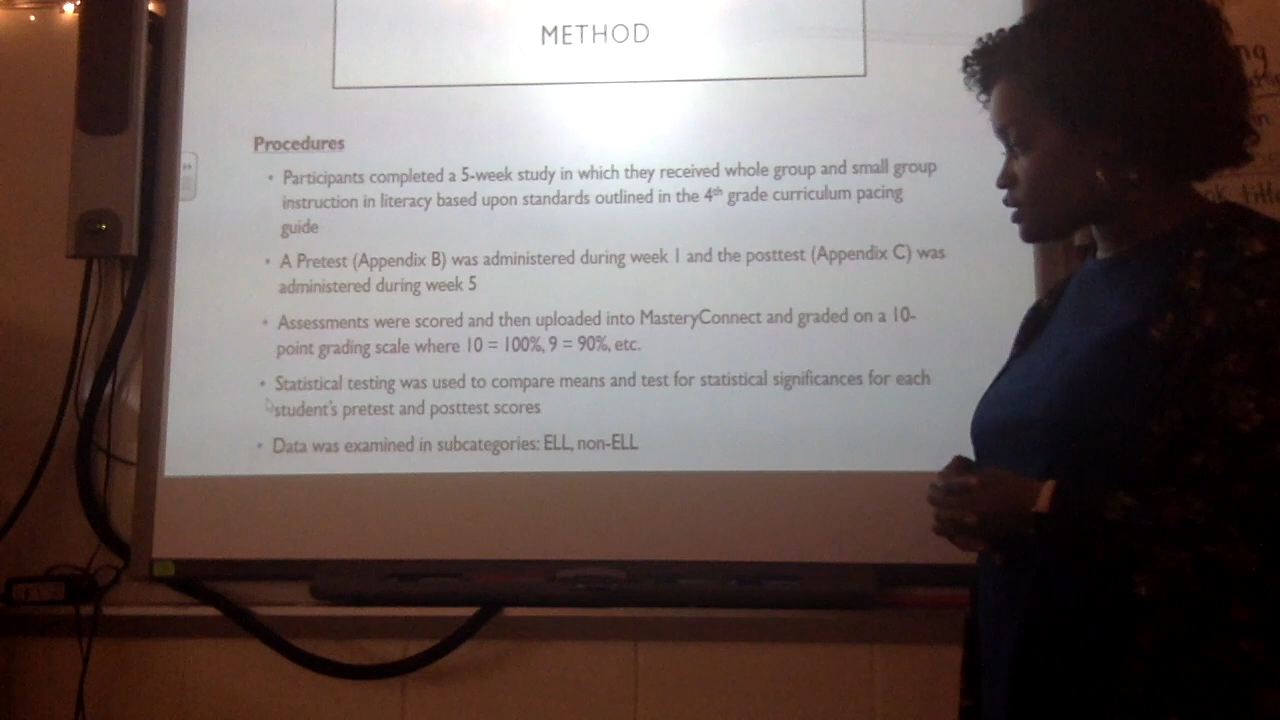 METHOD
Procedures
• Participants completed a 5-week study in which they received whole group and small group
instruction in literacy based upon standards outlined in the 4th grade curriculum pacing
guide
• A Pretest (Appendix B) was administered during week 1 and the posttest (Appendix C) was
administered during week 5
• Assessments were scored and then uploaded into MasteryConnect and graded on a 10-
point grading scale where 10 = 100%, 9 = 90%, etc.
• Statistical testing was used to compare means and test for statistical significances for each
student's pretest and posttest scores
• Data was examined in subcategories: ELL, non-ELL